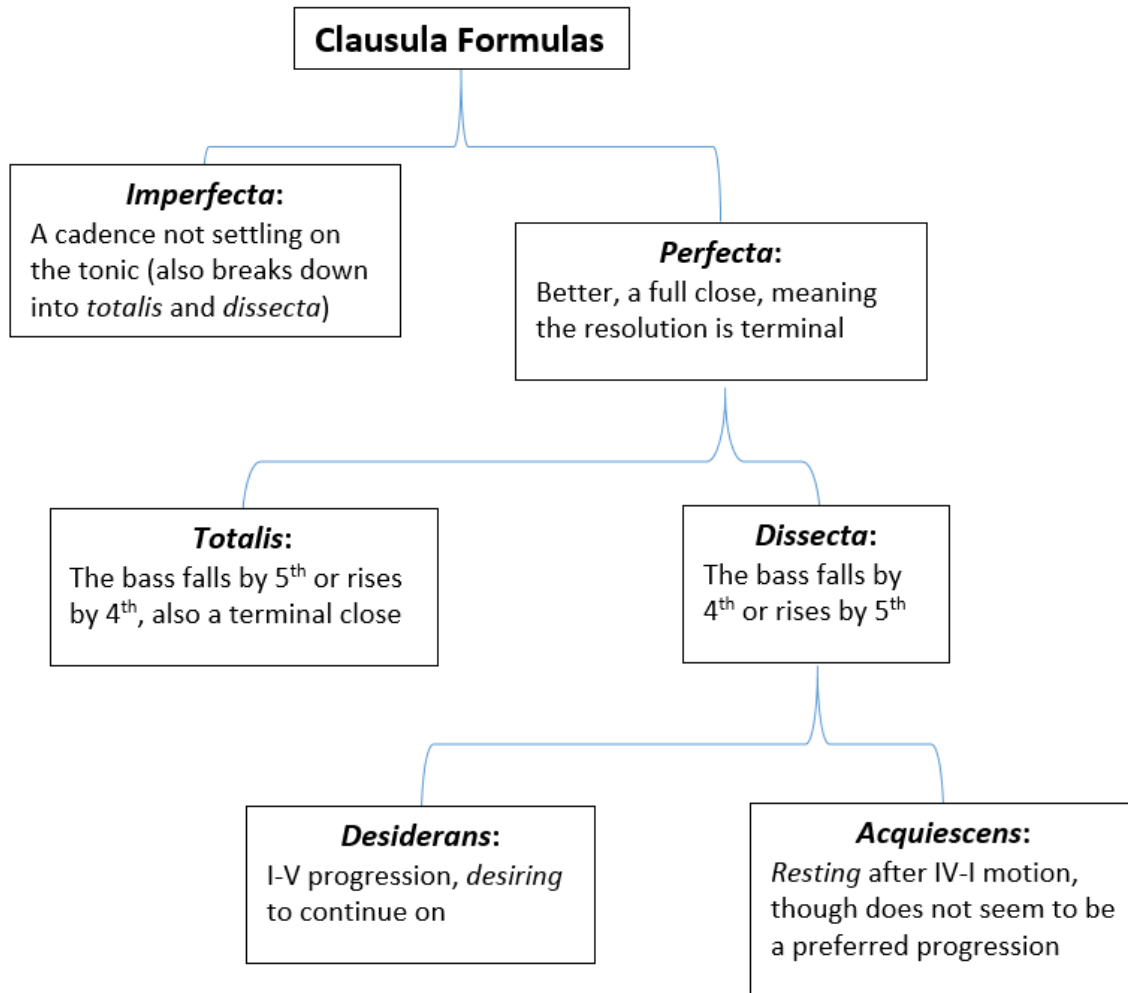 Clausula Formulas
Imperfecta:
A cadence not settling on
the tonic (also breaks down
into totalis and dissecta)
Perfecta:
Better, a full close, meaning
the resolution is terminal
Totalis:
The bass falls by 5th or rises
by 4th, also a terminal close
Dissecta:
The bass falls by
4th or rises by 5th
Desiderans:
I-V progression, desiring
to continue on
Acquiescens:
Resting after IV-I motion,
though does not seem to be
a preferred progression